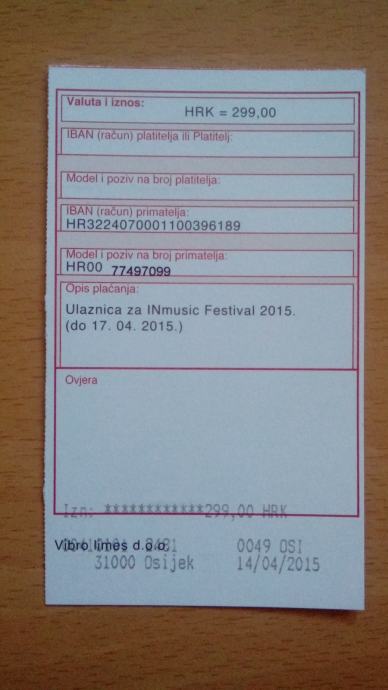 Valuta i iznos:
HRK = 299,00
IBAN (račun) platitelja ili Platitelj:
Model i poziv na broj platitelja:
IBAN (račun) primatelja:
HR3224070001100396189
Model i poziv na broj primatelja:
HR00 77497099
Opis plaćanja:
Ulaznica za INmusic Festival 2015.
(do 17. 04. 2015.)
Ovjera
Izn: ************299,00 HRK
Vibro limes d.o.o. 0049 OSI
31000 Osijek 14/04/2015